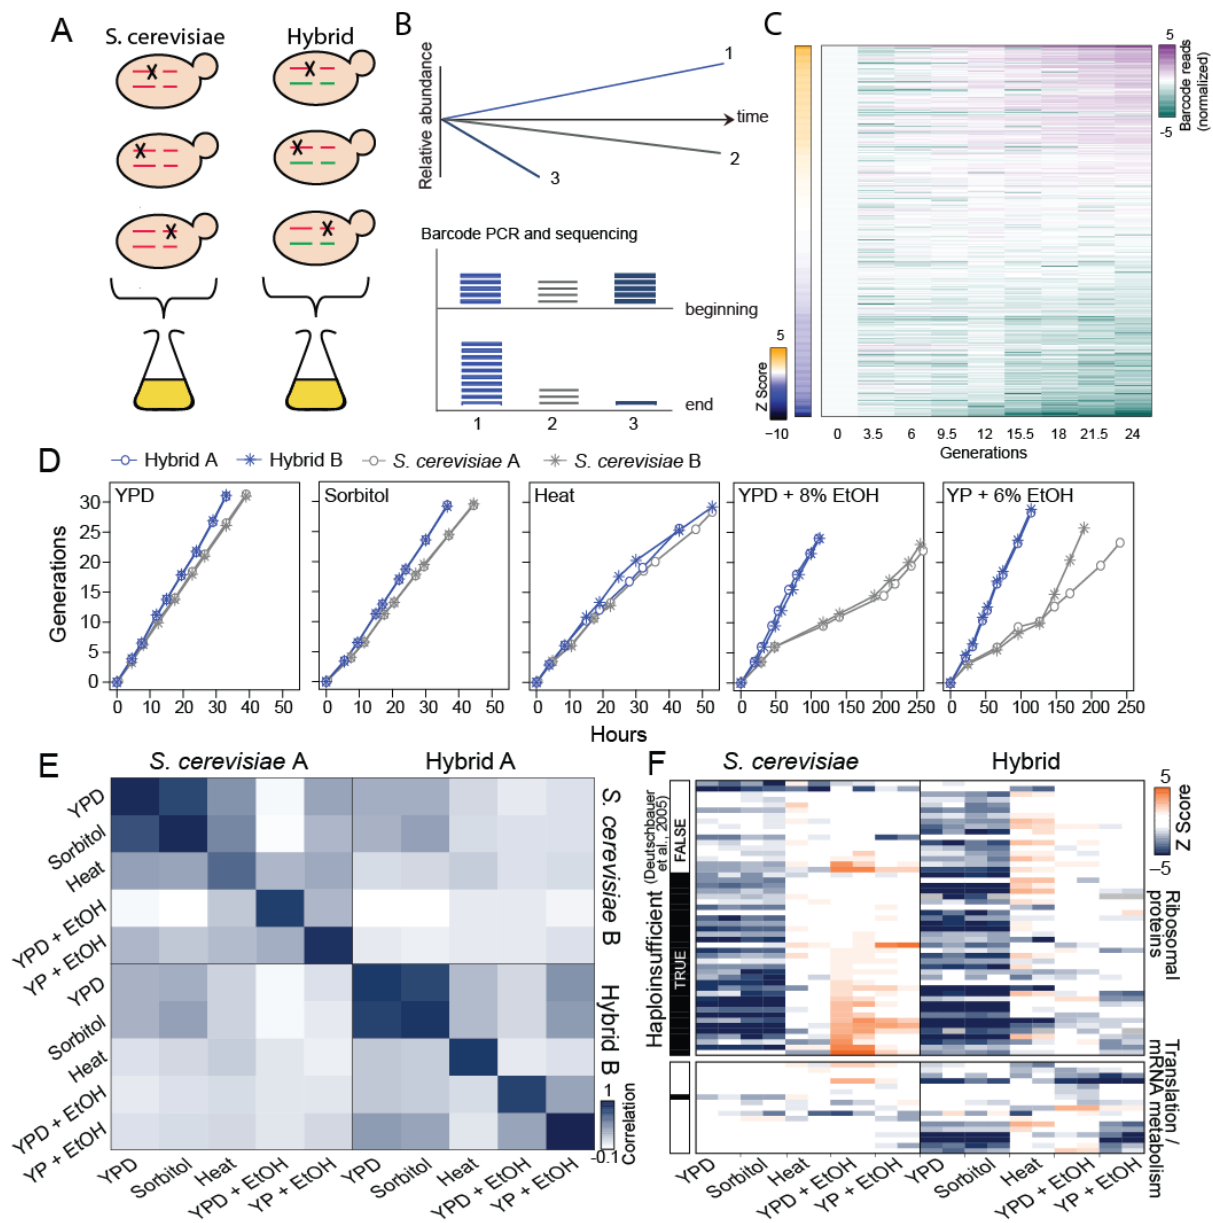 A
S. cerevisiae
Hybrid
B
Relative abundance
1
time
2
3
Barcode PCR and sequencing
beginning
end
1 2 3
C
5
-5
Barcode reads
(normalized)
5
Z Score
-10
0 3.5 6 9.5 12 15.5 18 21.5 24
Generations
D
Hybrid A Hybrid B S. cerevisiae A S. cerevisiae B
YPD Sorbitol Heat YPD + 8% EtOH YP + 6% EtOH
Generations
30
25
20
15
10
5
0
0 10 20 30 40 50
0 10 20 30 40 50
0 10 20 30 40 50
0 50 100 150 200 250
0 50 100 150 200 250
Hours
E
S. cerevisiae A
Hybrid A
YPD
Sorbitol
Heat
YPD + EtOH
YP + EtOH
S. cerevisiae B
YPD
Sorbitol
Heat
YPD + EtOH
YP + EtOH
Hybrid B
1
-0.1
Correlation
YPD Sorbitol Heat YPD + EtOH YP + EtOH YPD Sorbitol Heat YPD + EtOH YP + EtOH
F
S. cerevisiae
Hybrid
5
Z Score
-5
Haploinsufficient
(Deutschbauer
et al., 2005)
FALSE
TRUE
Ribosomal
proteins
Translation /
mRNA metabolism
YPD Sorbitol Heat YPD + EtOH YP + EtOH YPD Sorbitol Heat YPD + EtOH YP + EtOH